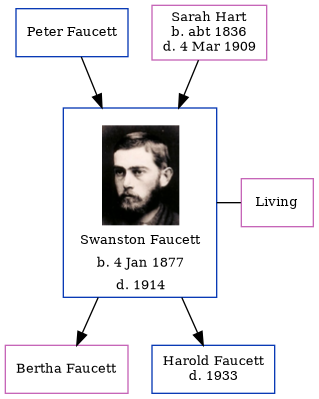 Peter Faucett
Sarah Hart
b. abt 1836
d. 4 Mar 1909
Swanston Faucett
b. 4 Jan 1877
d. 1914
Living
Bertha Faucett
Harold Faucett
d. 1933